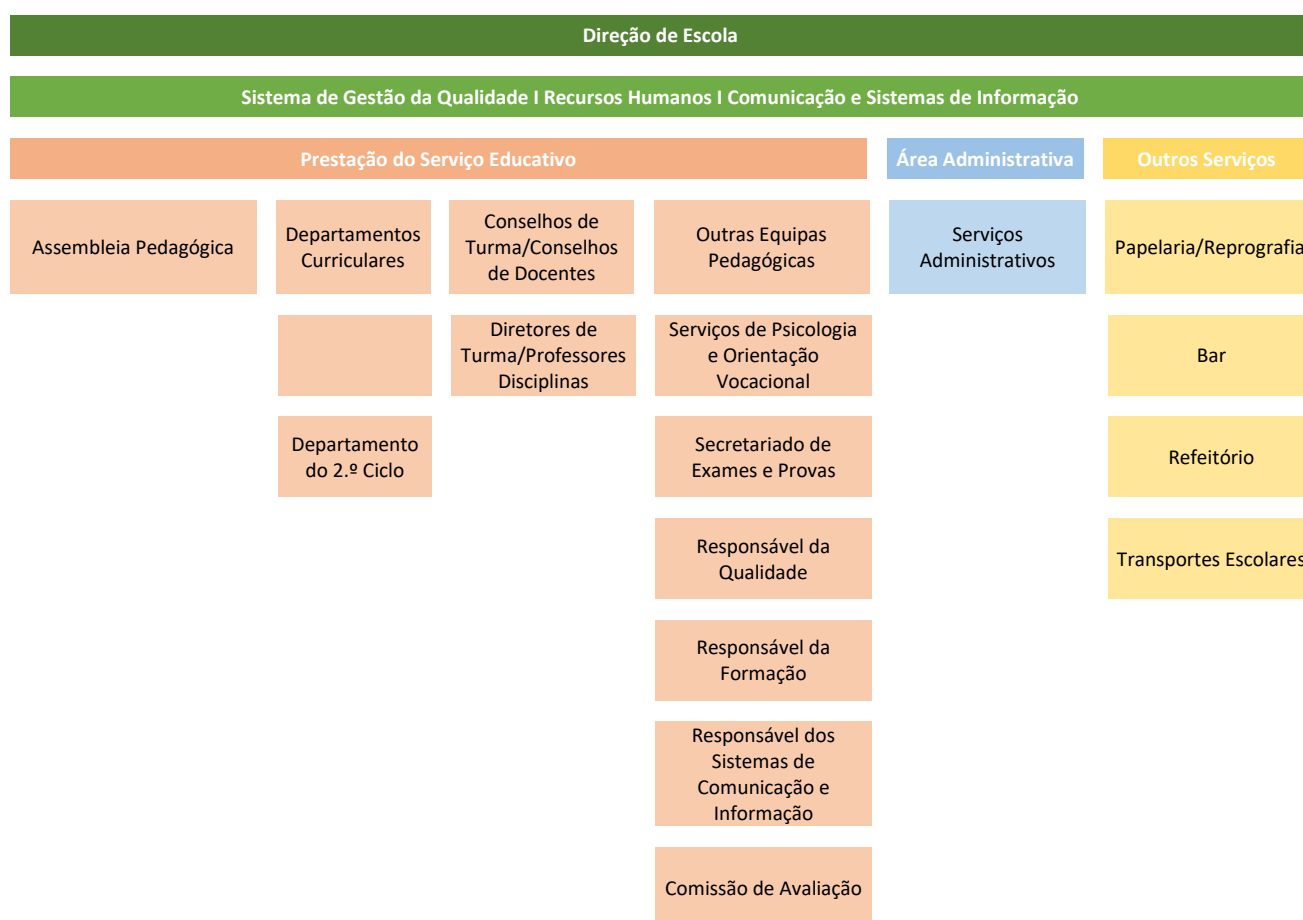 Direção de Escola
Sistema de Gestão da Qualidade I Recursos Humanos I Comunicação e Sistemas de Informação
Prestação do Serviço Educativo
Área Administrativa
Outros Serviços
Assembleia Pedagógica
Departamentos
Curriculares
Conselhos de
Turma/Conselhos
de Docentes
Outras Equipas
Pedagógicas
Serviços
Administrativos
Papelaria/Reprografia
Diretores de
Turma/Professores
Disciplinas
Serviços de Psicologia
e Orientação
Vocacional
Bar
Departamento
do 2.º Ciclo
Secretariado de
Exames e Provas
Refeitório
Responsável da
Qualidade
Transportes Escolares
Responsável da
Formação
Responsável dos
Sistemas de
Comunicação e
Informação
Comissão de Avaliação